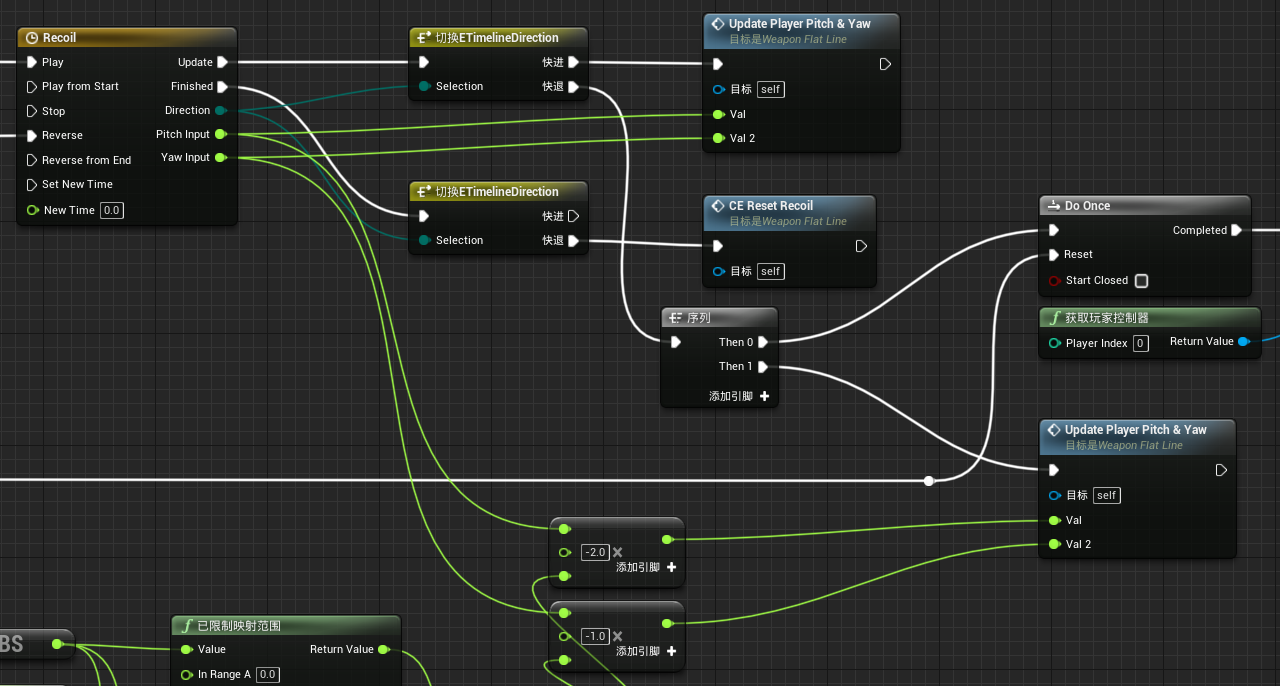 Recoil
Play
Update
Play from Start
Finished
Stop
Direction
Reverse
Pitch Input
Reverse from End
Yaw Input
Set New Time
New Time 0.0
切换ETimelineDirection
快进
Selection
快退
切换ETimelineDirection
快进
Selection
快退
Update Player Pitch & Yaw
目标是Weapon Flat Line
目标 self
Val
Val 2
CE Reset Recoil
目标是Weapon Flat Line
目标 self
序列
Then 0
Then 1
添加引脚
Do Once
Completed
Reset
Start Closed
获取玩家控制器
Player Index 0
Return Value
Update Player Pitch & Yaw
目标是Weapon Flat Line
目标 self
Val
Val 2
-2.0
添加引脚
-1.0
添加引脚
BS
已限制映射范围
Value
Return Value
In Range A 0.0